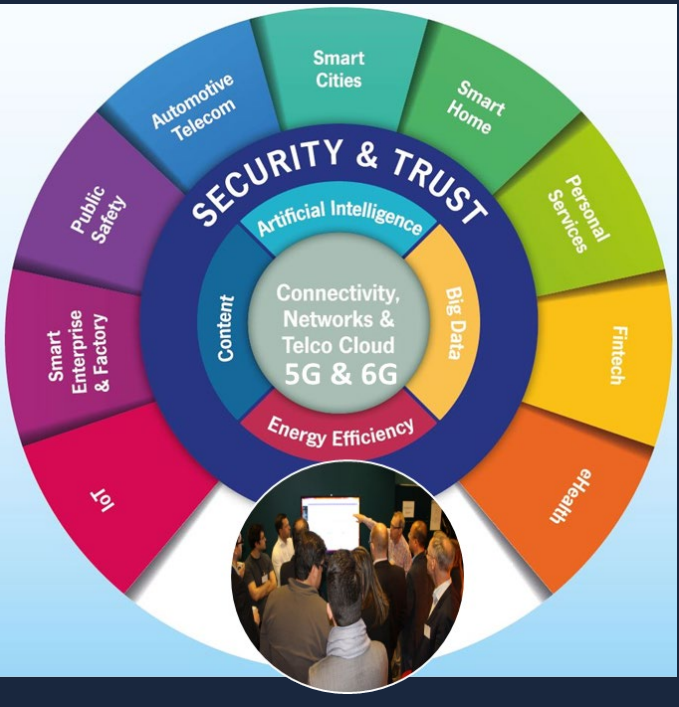 Smart
Cities
Automotive
Telecom
Smart
Home
Public
Safety
Personal
Services
Smart
Enterprise
& Factory
Fintech
IoT
eHealth
SECURITY & TRUST
Artificial Intelligence
Content
Big Data
Energy Efficiency
Connectivity,
Networks &
Telco Cloud
5G & 6G